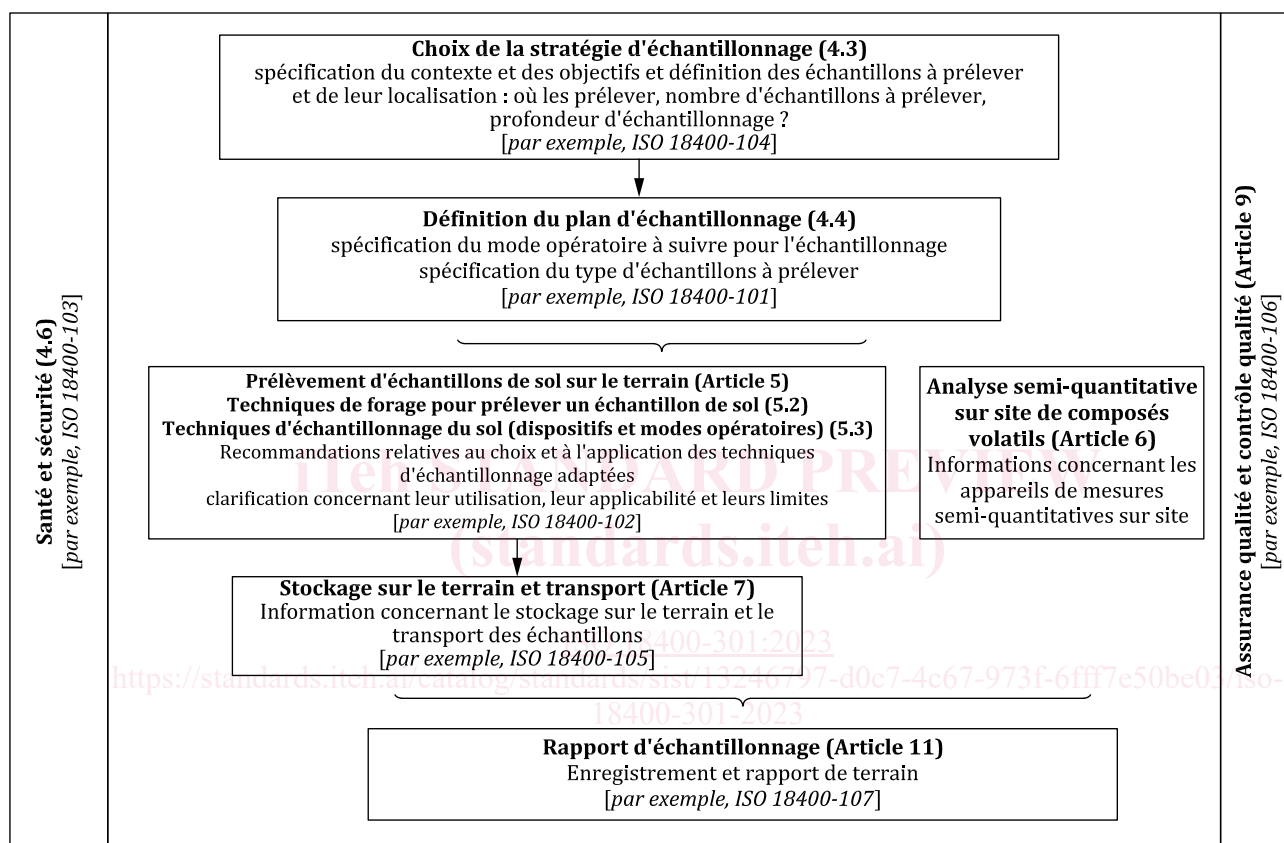 Santé et sécurité (4.6)
[par exemple, ISO 18400-103]
Choix de la stratégie d'échantillonnage (4.3)
spécification du contexte et des objectifs et définition des échantillons à prélever
et de leur localisation : où les prélever, nombre d'échantillons à prélever,
profondeur d'échantillonnage ?
[par exemple, ISO 18400-104]
Définition du plan d'échantillonnage (4.4)
spécification du mode opératoire à suivre pour l'échantillonnage
spécification du type d'échantillons à prélever
[par exemple, ISO 18400-101]
Prélèvement d'échantillons de sol sur le terrain (Article 5)
Techniques de forage pour prélever un échantillon de sol (5.2)
Techniques d'échantillonnage du sol (dispositifs et modes opératoires) (5.3)
Recommandations relatives au choix et à l'application des techniques
d'échantillonnage adaptées
clarification concernant leur utilisation, leur applicabilité et leurs limites
[par exemple, ISO 18400-102]
Analyse semi-quantitative
sur site de composés
volatils (Article 6)
Informations concernant les
appareils de mesures
semi-quantitatives sur site
Stockage sur le terrain et transport (Article 7)
Information concernant le stockage sur le terrain et le
transport des échantillons
[par exemple, ISO 18400-105]
Rapport d'échantillonnage (Article 11)
Enregistrement et rapport de terrain
[par exemple, ISO 18400-107]
Assurance qualité et contrôle qualité (Article 9)
[par exemple, ISO 18400-106]
iTeh STANDARD PREVIEW
(standards.iteh.ai)
ISO 18400-301:2023
https://standards.iteh.ai/catalog/standards/sist/13246797-d0c7-4c67-973f-6fff7e50be03/iso-
18400-301-2023